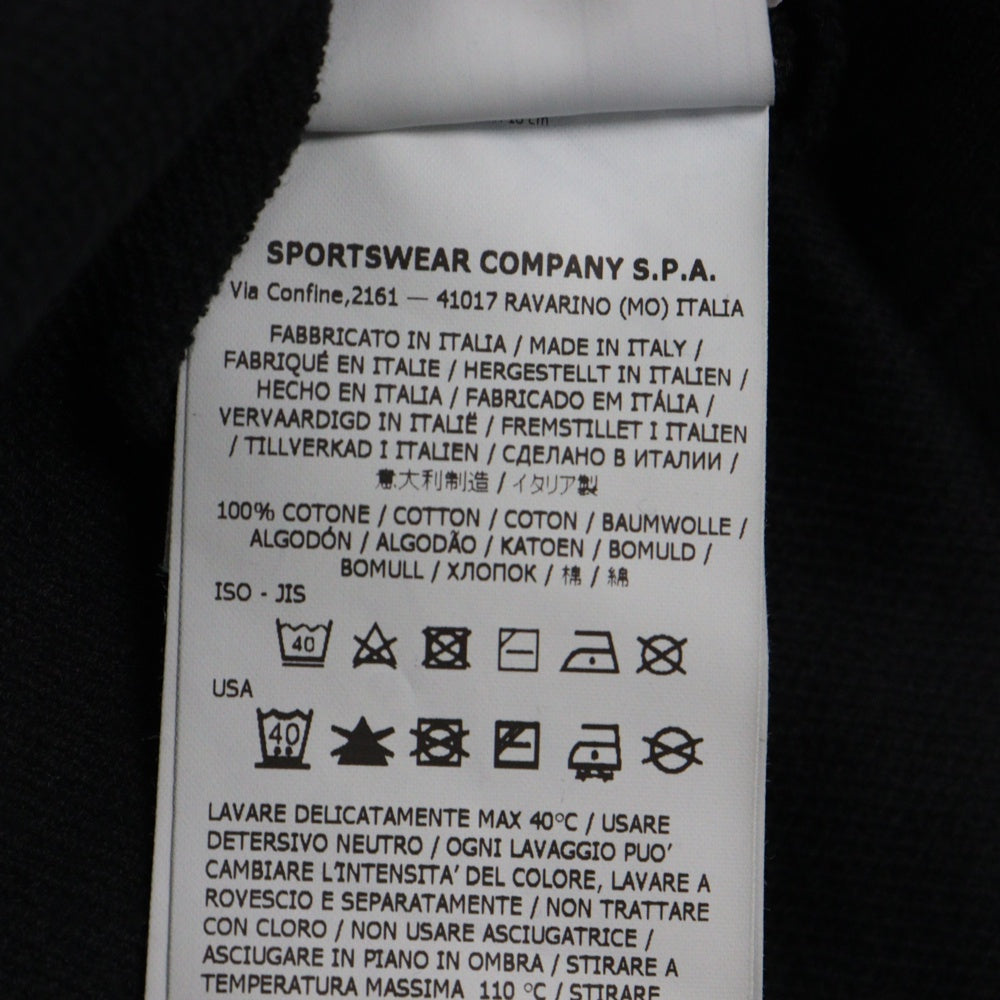 10 cm
SPORTSWEAR COMPANY S.P.A.
Via Confine,2161 — 41017 RAVARINO (MO) ITALIA
FABBRICATO IN ITALIA / MADE IN ITALY /
FABRIQUÉ EN ITALIE / HERGESTELLT IN ITALIEN /
HECHO EN ITALIA / FABRICADO EM ITÁLIA /
VERVAARDIGD IN ITALIË / FREMSTILLET I ITALIEN
/ TILLVERKAD I ITALIEN / СДЕЛАНО В ИТАЛИИ /
意大利制造 / イタリア製
100% COTONE / COTTON / COTON / BAUMWOLLE /
ALGODÓN / ALGODÃO / KATOEN / BOMULD /
BOMULL / ХЛОПОК / 棉 / 綿
ISO - JIS
40
USA
40
LAVARE DELICATAMENTE MAX 40°C / USARE
DETERSIVO NEUTRO / OGNI LAVAGGIO PUO'
CAMBIARE L'INTENSITA' DEL COLORE, LAVARE A
ROVESCIO E SEPARATAMENTE / NON TRATTARE
CON CLORO / NON USARE ASCIUGATRICE /
ASCIUGARE IN PIANO IN OMBRA / STIRARE A
TEMPERATURA MASSIMA 110 °C / STIRARE